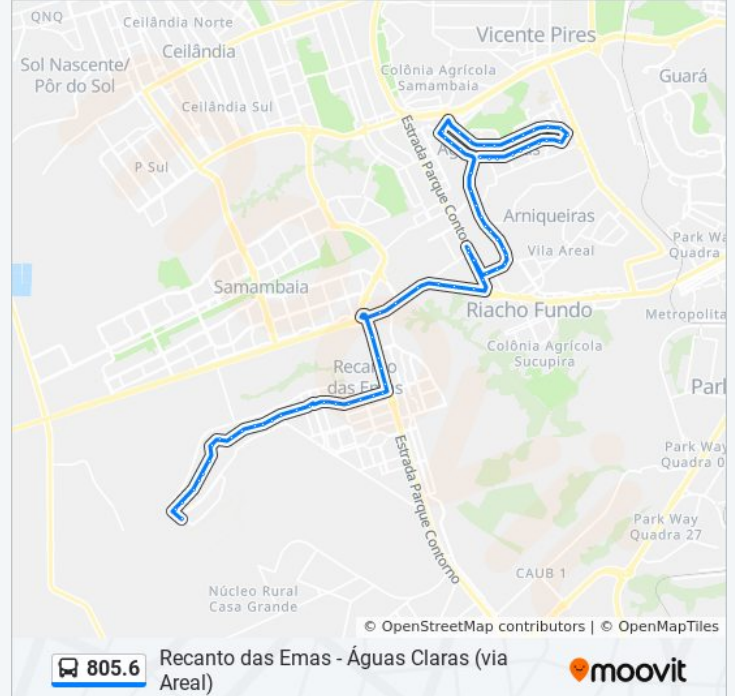 QNQ
Ceilândia Norte
Vicente Pires
Ceilândia
Sol Nascente/
Pôr do Sol
Colônia Agrícola
Samambaia
Guará
Ceilândia Sul
Estrada Parque Contorno
P Sul
Arniqueiras
Vila Areal
Park Wa
Quadra
Samambaia
Riacho Fundo
Metropolita
Colônia Agrícola
Sucupira
Recanto
das Emas
Park
Estrada Parque Contorno
Park Way
Quadra 0
Park Way
Quadra 27
CAUB 1
Núcleo Rural
Casa Grande
© OpenStreetMap contributors | © OpenMapTiles
805.6
Recanto das Emas - Águas Claras (via
Areal)
moovit